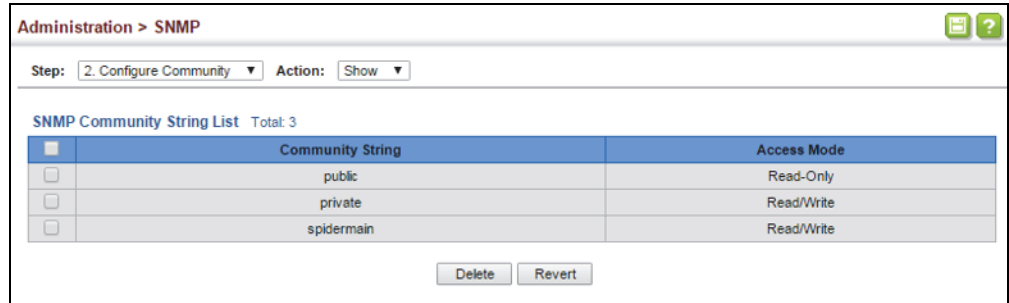 Administration > SNMP
?
Step: 2. Configure Community Action: Show
SNMP Community String List Total: 3
Community String Access Mode
public Read-Only
private Read/Write
spidermain Read/Write
Delete Revert